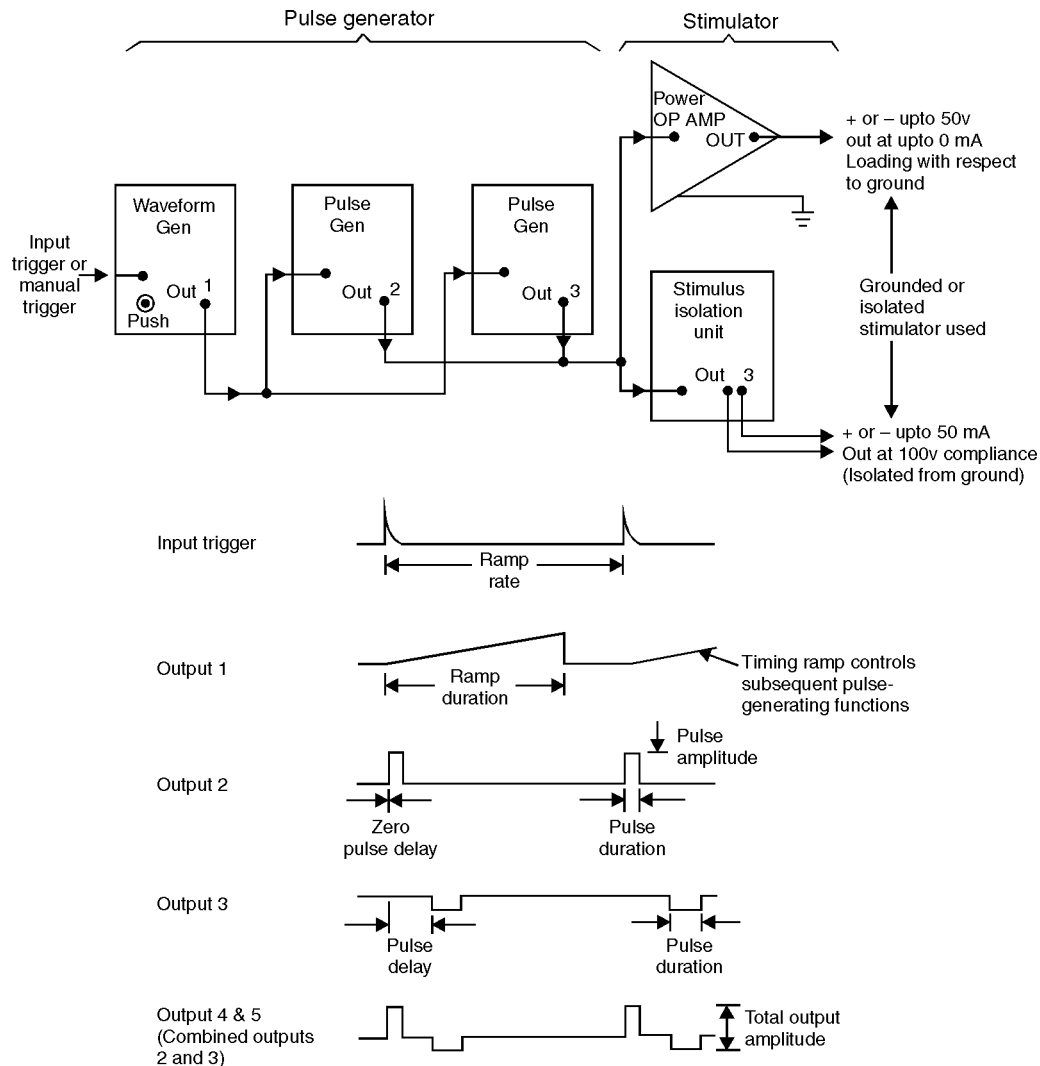 Pulse generator
Stimulator
Power
OP AMP
OUT
+ or – upto 50v
out at upto 0 mA
Loading with respect
to ground
Waveform
Gen
Pulse
Gen
Pulse
Gen
Input
trigger or
manual
trigger
Out 1
Push
Out 2
Out 3
Stimulus
isolation
unit
Out 3
Grounded or
isolated
stimulator used
+ or – upto 50 mA
Out at 100v compliance
(Isolated from ground)
Input trigger
Ramp
rate
Output 1
Ramp
duration
Timing ramp controls
subsequent pulse-
generating functions
Output 2
Pulse
amplitude
Zero
pulse delay
Pulse
duration
Output 3
Pulse
delay
Pulse
duration
Output 4 & 5
(Combined outputs
2 and 3)
Total output
amplitude